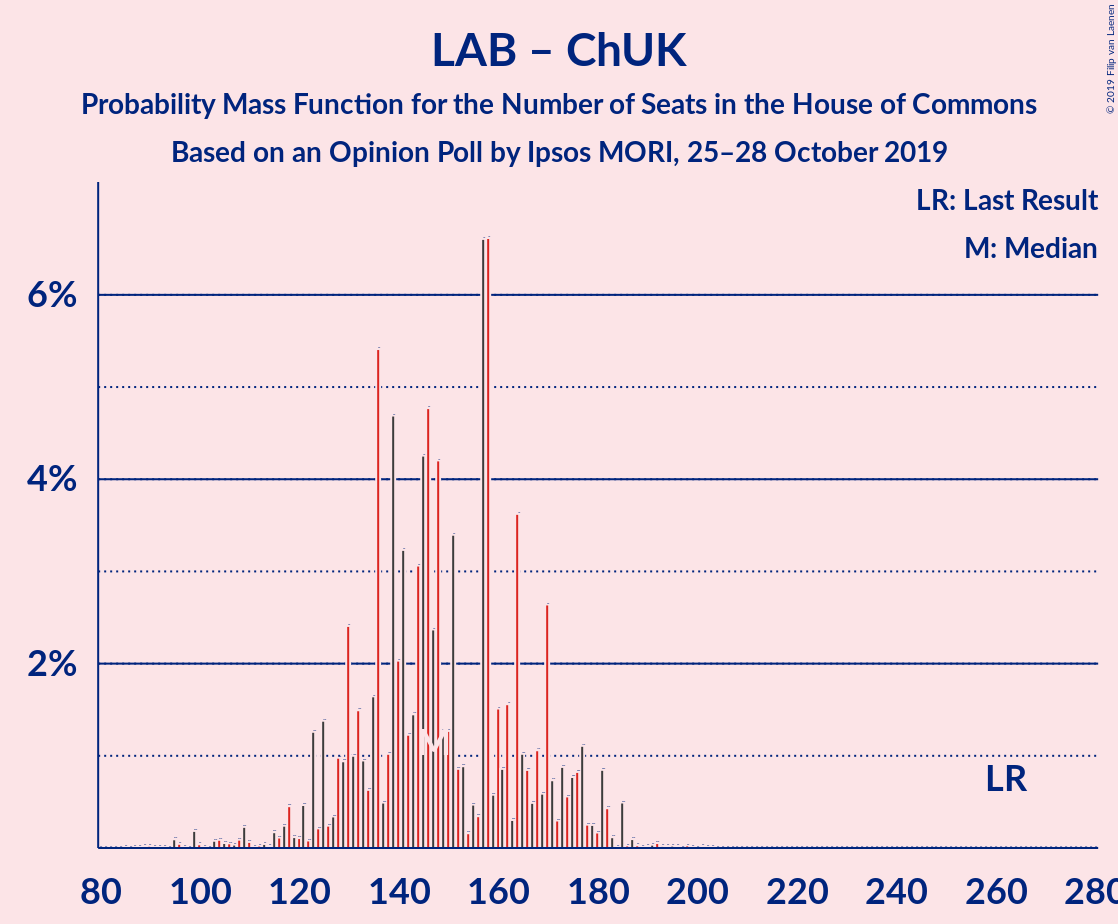 LAB – ChUK
Probability Mass Function for the Number of Seats in the House of Commons
Based on an Opinion Poll by Ipsos MORI, 25–28 October 2019
© 2019 Filip van Laenen
LR: Last Result
M: Median
6%
4%
2%
M
LR
80 100 120 140 160 180 200 220 240 260 280